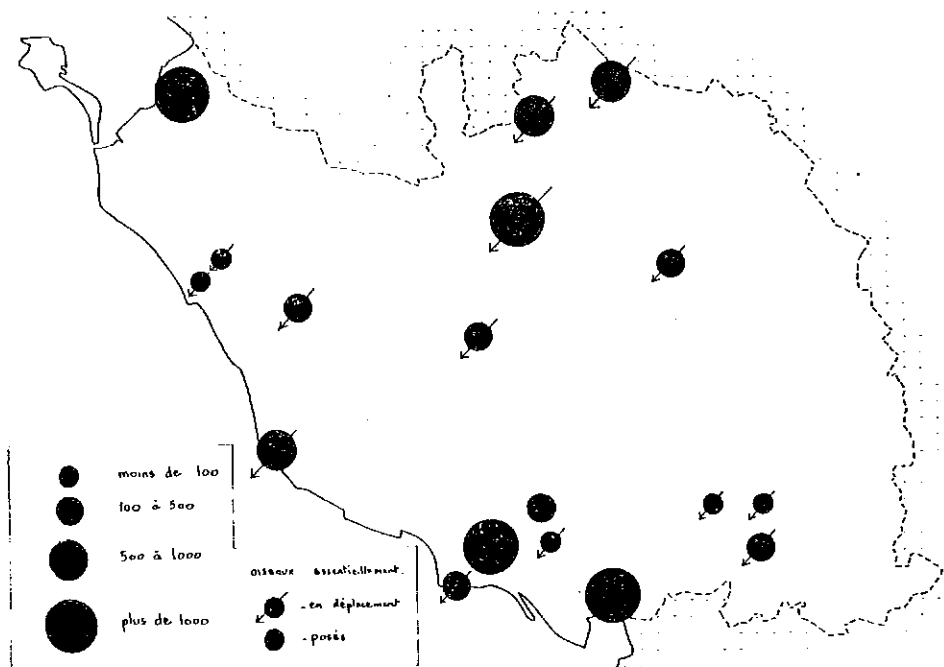 moins de 100
100 à 500
500 à 1000
plus de 1000
oiseaux essentiellement.
- en déplacement
- posés